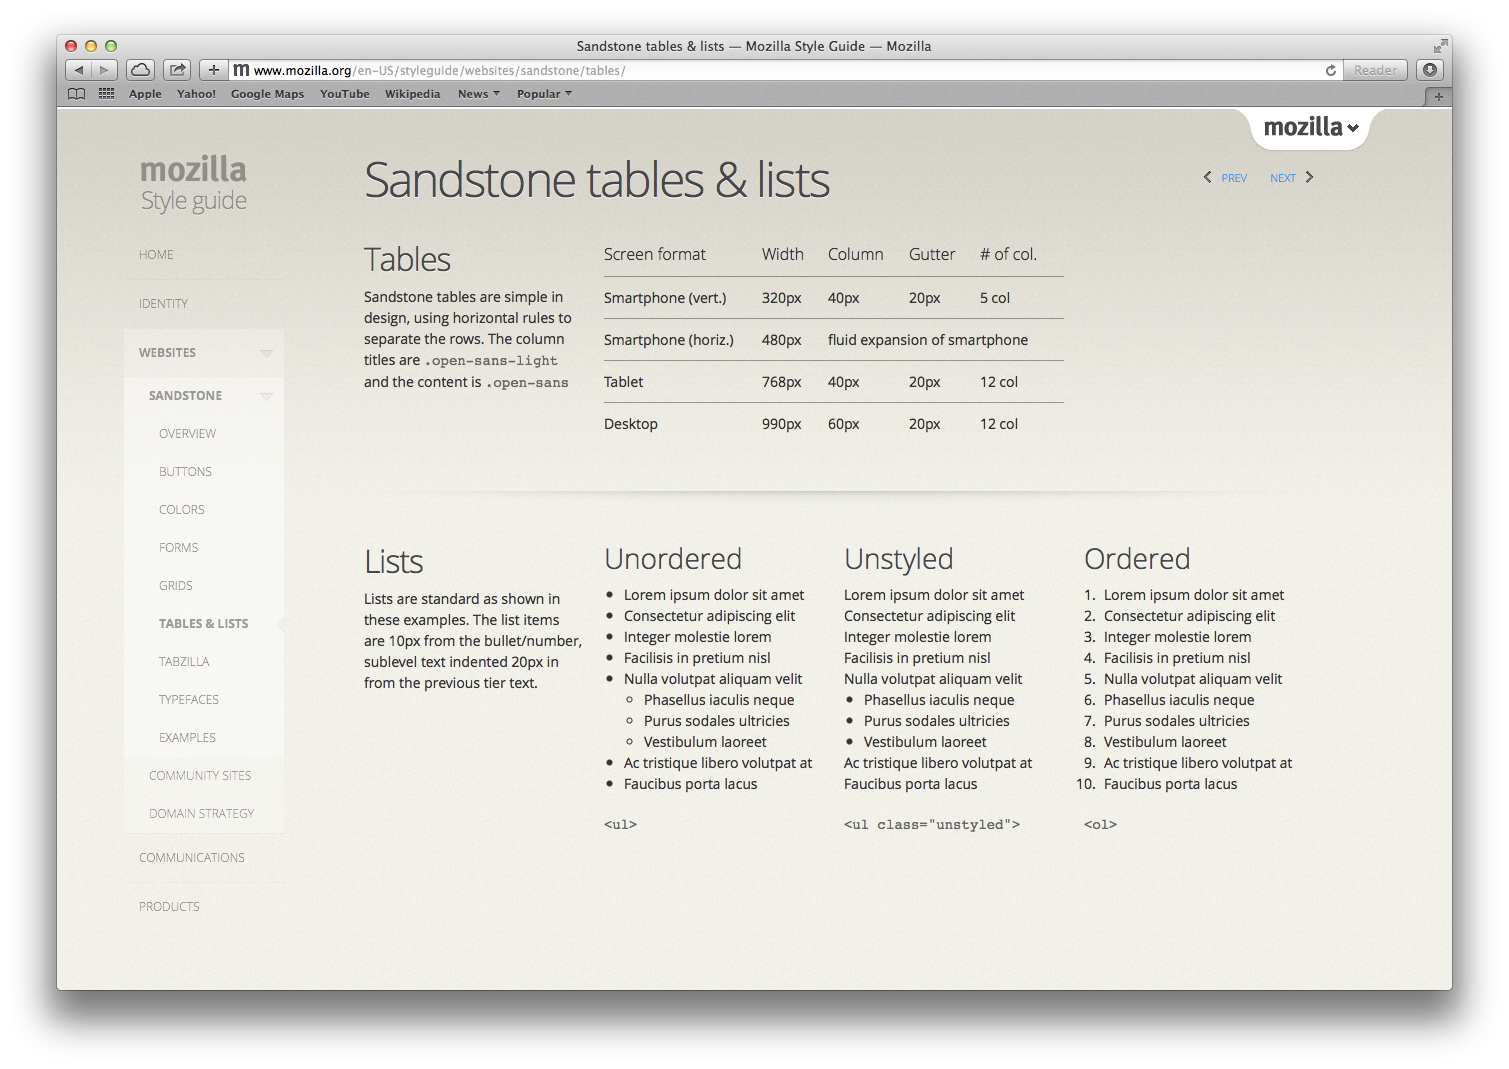 Sandstone tables & lists — Mozilla Style Guide — Mozilla
www.mozilla.org/en-US/styleguide/websites/sandstone/tables/
Reader
Apple Yahoo! Google Maps YouTube Wikipedia News Popular
mozilla
mozilla
Style guide
HOME
IDENTITY
WEBSITES
SANDSTONE
OVERVIEW
BUTTONS
COLORS
FORMS
GRIDS
TABLES & LISTS
TABZILLA
TYPEFACES
EXAMPLES
COMMUNITY SITES
DOMAIN STRATEGY
COMMUNICATIONS
PRODUCTS
Sandstone tables & lists
PREV NEXT
Tables
Sandstone tables are simple in
design, using horizontal rules to
separate the rows. The column
titles are .open-sans-light
and the content is .open-sans
Screen format Width Column Gutter # of col.
Smartphone (vert.) 320px 40px 20px 5 col
Smartphone (horiz.) 480px fluid expansion of smartphone
Tablet 768px 40px 20px 12 col
Desktop 990px 60px 20px 12 col
Lists
Lists are standard as shown in
these examples. The list items
are 10px from the bullet/number,
sublevel text indented 20px in
from the previous tier text.
Unordered
• Lorem ipsum dolor sit amet
• Consectetur adipiscing elit
• Integer molestie lorem
• Facilisis in pretium nisl
• Nulla volutpat aliquam velit
◦ Phasellus iaculis neque
◦ Purus sodales ultricies
◦ Vestibulum laoreet
• Ac tristique libero volutpat at
• Faucibus porta lacus
<ul>
Unstyled
Lorem ipsum dolor sit amet
Consectetur adipiscing elit
Integer molestie lorem
Facilisis in pretium nisl
Nulla volutpat aliquam velit
• Phasellus iaculis neque
• Purus sodales ultricies
• Vestibulum laoreet
Ac tristique libero volutpat at
Faucibus porta lacus
<ul class="unstyled">
Ordered
1. Lorem ipsum dolor sit amet
2. Consectetur adipiscing elit
3. Integer molestie lorem
4. Facilisis in pretium nisl
5. Nulla volutpat aliquam velit
6. Phasellus iaculis neque
7. Purus sodales ultricies
8. Vestibulum laoreet
9. Ac tristique libero volutpat at
10. Faucibus porta lacus
<ol>